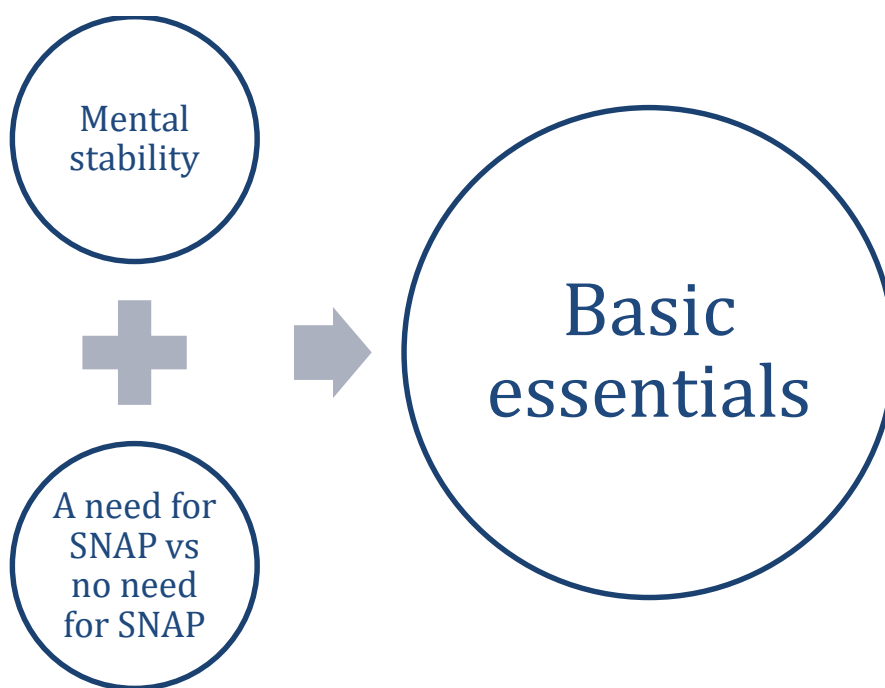 Mental
stability
A need for
SNAP vs
no need
for SNAP
Basic
essentials